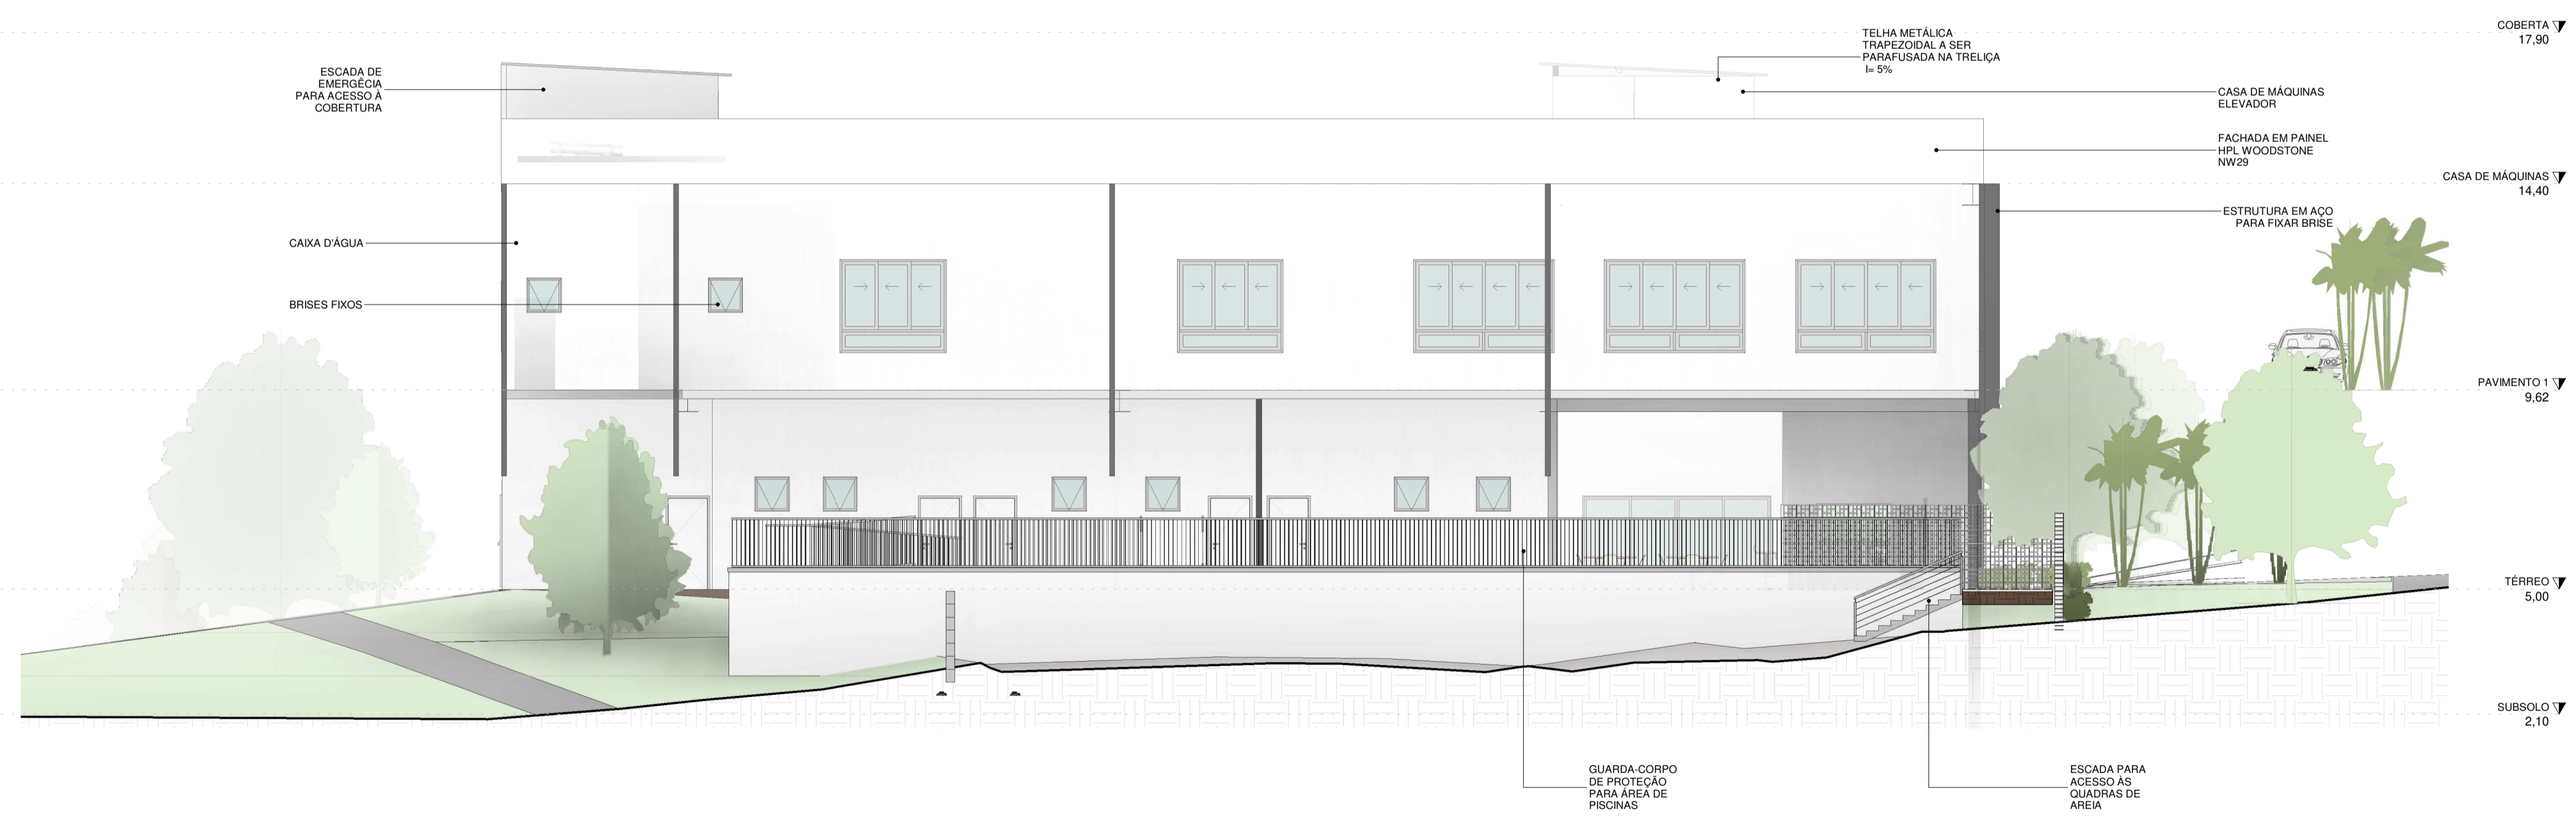 COBERTA
17,90
TELHA METÁLICA
TRAPEZOIDAL A SER
PARAFUSADA NA TRELIÇA
I= 5%
ESCADA DE
EMERGÊCIA
PARA ACESSO À
COBERTURA
CASA DE MÁQUINAS
ELEVADOR
FACHADA EM PAINEL
HPL WOODSTONE
NW29
CASA DE MÁQUINAS
14,40
ESTRUTURA EM AÇO
PARA FIXAR BRISE
CAIXA D'ÁGUA
BRISES FIXOS
PAVIMENTO 1
9,62
TÉRREO
5,00
SUBSOLO
2,10
GUARDA-CORPO
DE PROTEÇÃO
PARA ÁREA DE
PISCINAS
ESCADA PARA
ACESSO ÀS
QUADRAS DE
AREIA